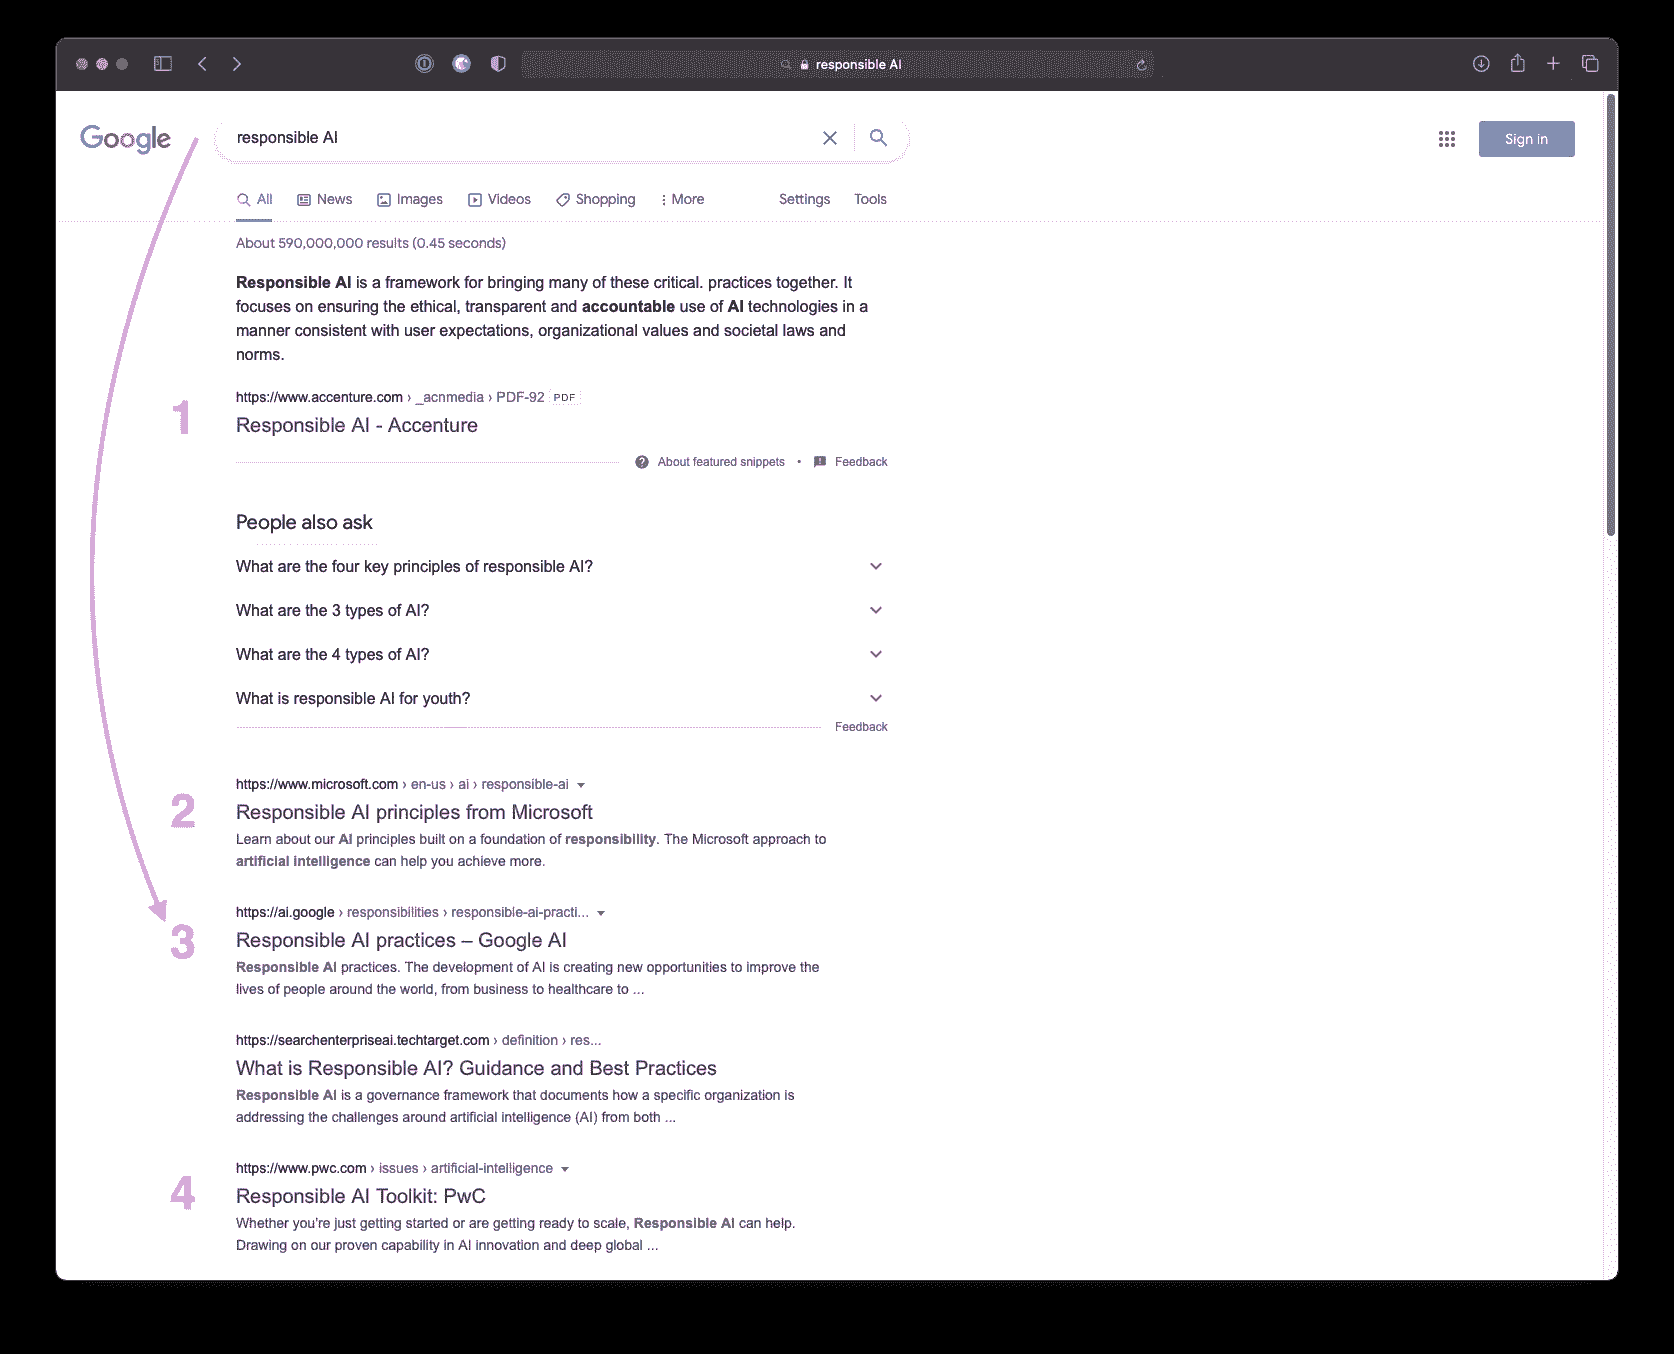 responsible AI
Google
responsible AI
Sign in
All News Images Videos Shopping More Settings Tools
About 590,000,000 results (0.45 seconds)
Responsible AI is a framework for bringing many of these critical. practices together. It
focuses on ensuring the ethical, transparent and accountable use of AI technologies in a
manner consistent with user expectations, organizational values and societal laws and
norms.
1
https://www.accenture.com › _acnmedia › PDF-92 PDF
Responsible AI - Accenture
About featured snippets • Feedback
People also ask
What are the four key principles of responsible AI?
What are the 3 types of AI?
What are the 4 types of AI?
What is responsible AI for youth?
Feedback
2
https://www.microsoft.com › en-us › ai › responsible-ai
Responsible AI principles from Microsoft
Learn about our AI principles built on a foundation of responsibility. The Microsoft approach to
artificial intelligence can help you achieve more.
3
https://ai.google › responsibilities › responsible-ai-practi...
Responsible AI practices – Google AI
Responsible AI practices. The development of AI is creating new opportunities to improve the
lives of people around the world, from business to healthcare to ...
https://searchenterpriseai.techtarget.com › definition › res...
What is Responsible AI? Guidance and Best Practices
Responsible AI is a governance framework that documents how a specific organization is
addressing the challenges around artificial intelligence (AI) from both ...
4
https://www.pwc.com › issues › artificial-intelligence
Responsible AI Toolkit: PwC
Whether you're just getting started or are getting ready to scale, Responsible AI can help.
Drawing on our proven capability in AI innovation and deep global ...